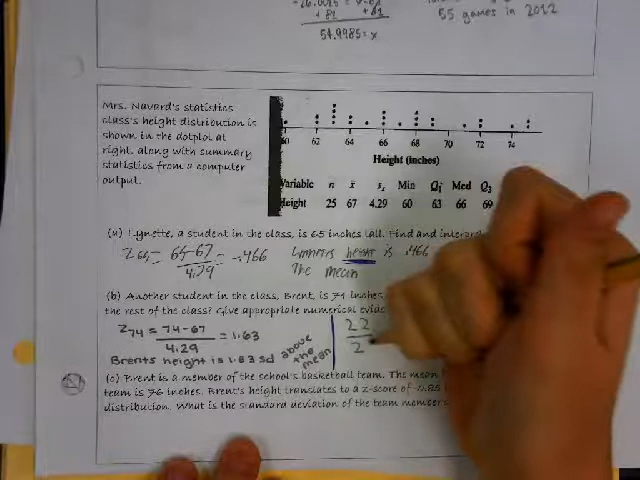 54.9985 = x
55 games in 2012
Mrs. Navard's statistics
class's height distribution is
shown in the dotplot at
right, along with summary
statistics from a computer
output.
60 62 64 66 68 70 72 74
Height (inches)
Variable n x̄ sₓ Min Q₁ Med Q₃
Height 25 67 4.29 60 63 66 69
(a) Lynette, a student in the class, is 65 inches tall. Find and
= 65-67 = -.466
4.29
height is .466
The mean
(b) Another student in the class, Brent, is 74 inches
the rest of the class? Give appropriate numerical
z74 = 74-67 = 1.63
4.29
Brents height is 1.63 sd above the mean
22
2
(c) Brent is a member of the school's basketball team. The mean
team is 76 inches. Brent's height translates to a z-score of
distribution. What is the standard deviation of the team